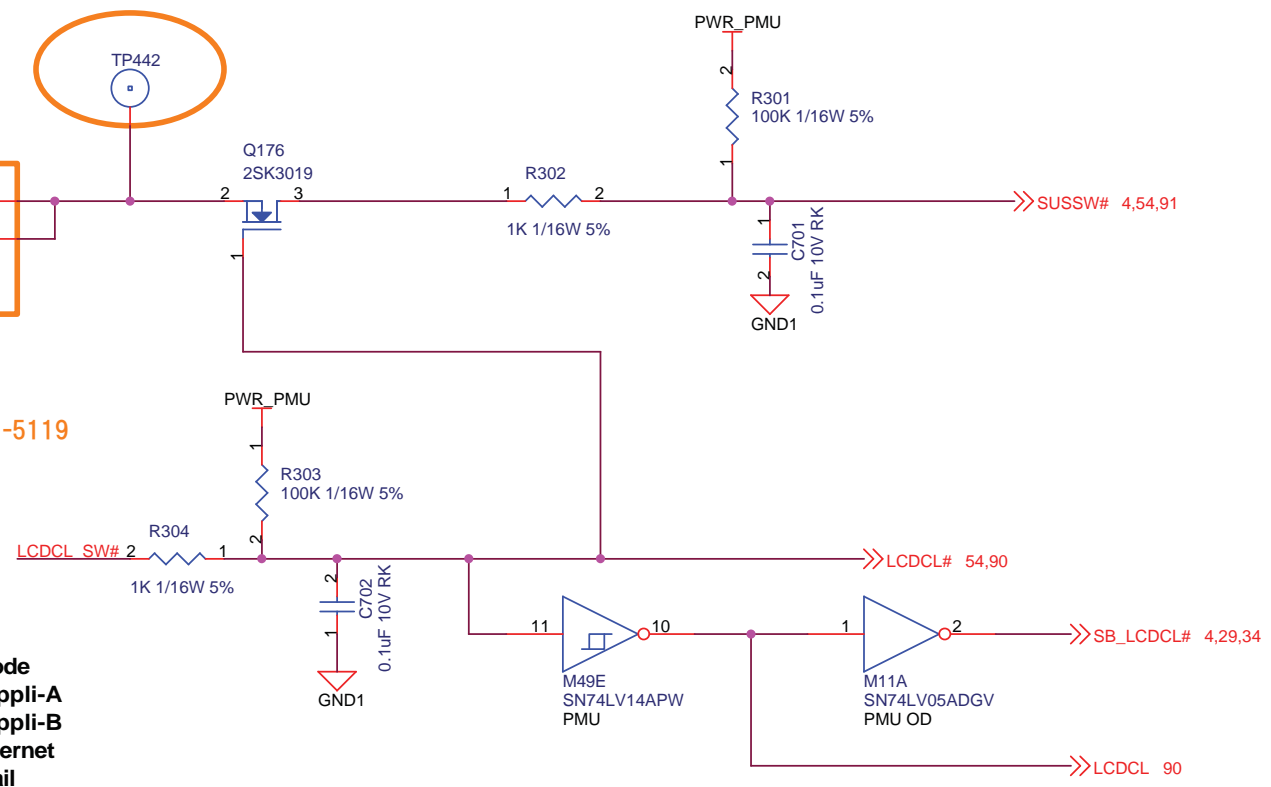 PWR_PMU
TP442
2
R301
100K 1/16W 5%
1
Q176
2SK3019
2
3
1
R302
1
2
1K 1/16W 5%
SUSSW# 4,54,91
1
C701
0.1uF 10V RK
2
GND1
PWR_PMU
-5119
1
R303
100K 1/16W 5%
2
R304
LCDCL_SW# 2
1
1K 1/16W 5%
LCDCL# 54,90
2
C702
0.1uF 10V RK
1
GND1
11
10
M49E
SN74LV14APW
PMU
1
2
M11A
SN74LV05ADGV
PMU OD
SB_LCDCL# 4,29,34
LCDCL 90
ode
ppli-A
ppli-B
ernet
ail